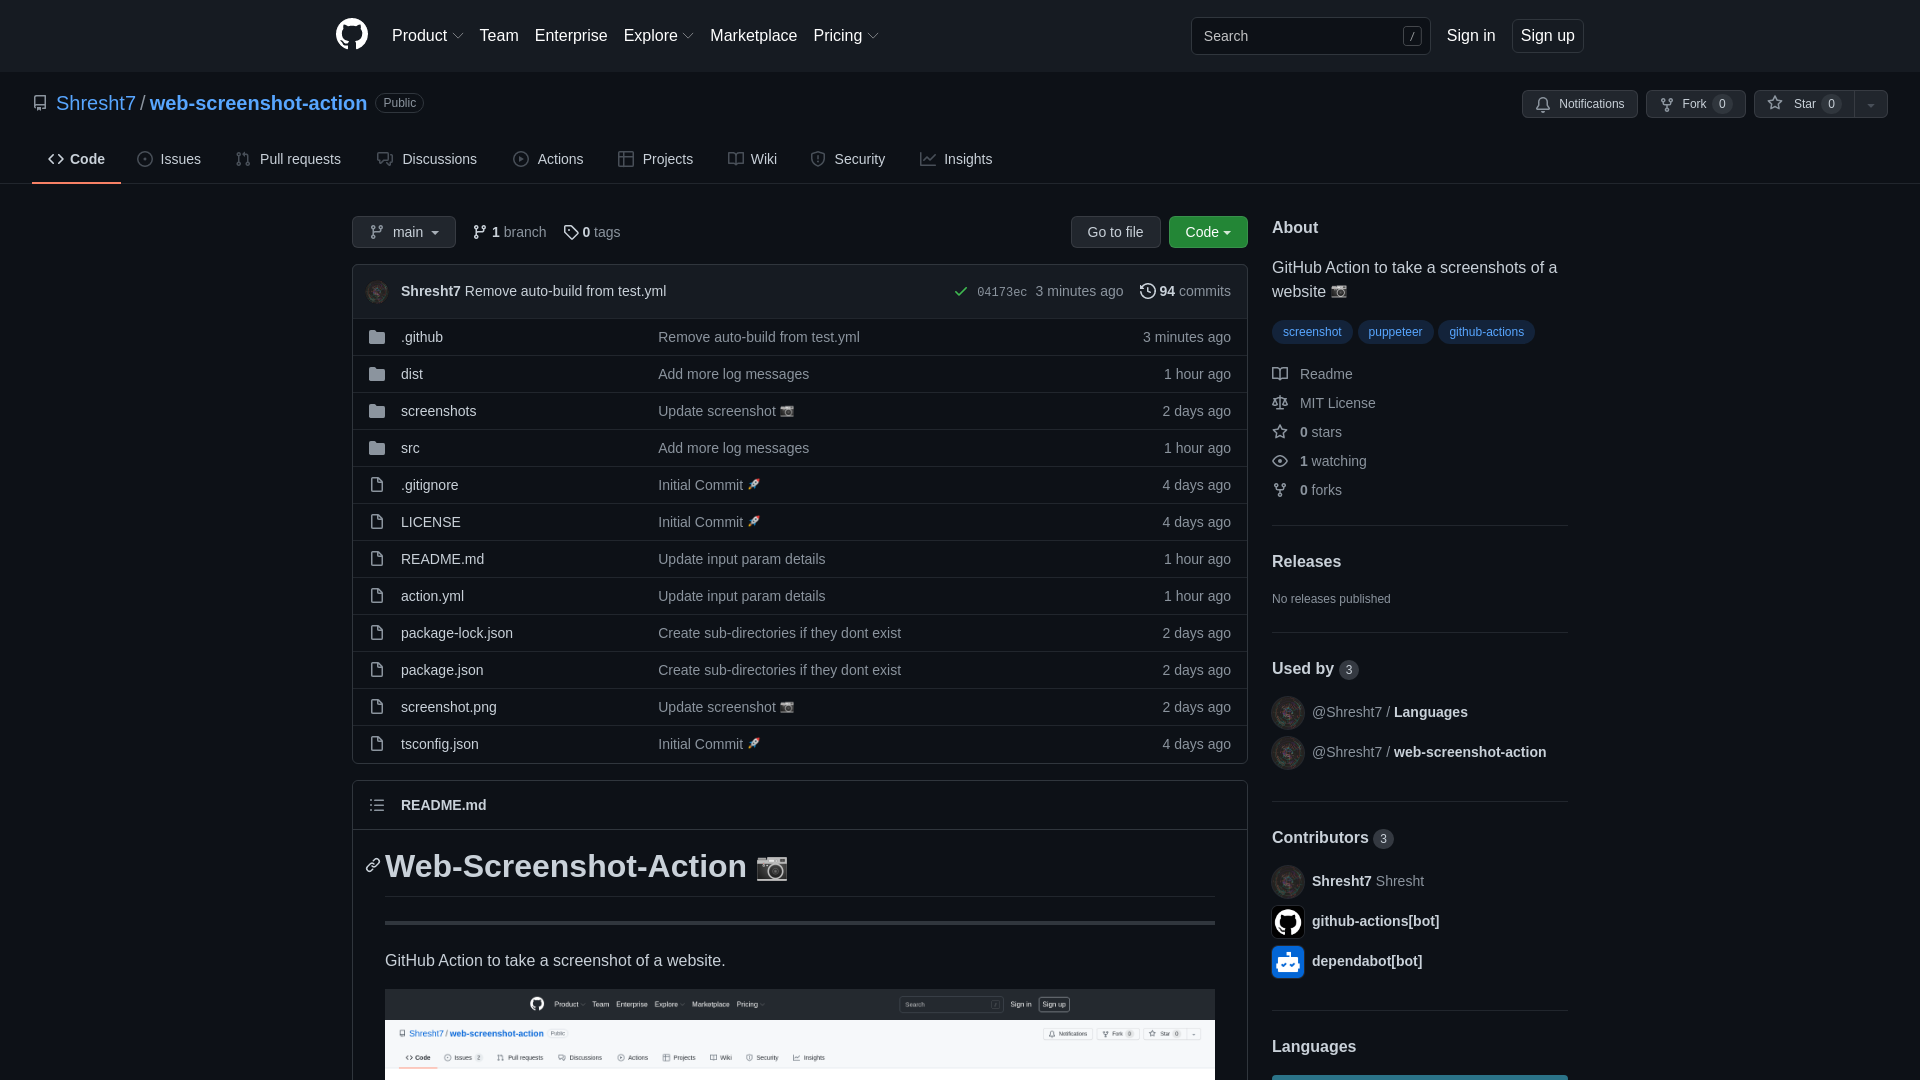 Product Team Enterprise Explore Marketplace Pricing Search / Sign in Sign up
Shresht7 / web-screenshot-action Public Notifications Fork 0 Star 0
Code Issues Pull requests Discussions Actions Projects Wiki Security Insights
main 1 branch 0 tags Go to file Code
Shresht7 Remove auto-build from test.yml 04173ec 3 minutes ago 94 commits
.github Remove auto-build from test.yml 3 minutes ago
dist Add more log messages 1 hour ago
screenshots Update screenshot 📷 2 days ago
src Add more log messages 1 hour ago
.gitignore Initial Commit 🚀 4 days ago
LICENSE Initial Commit 🚀 4 days ago
README.md Update input param details 1 hour ago
action.yml Update input param details 1 hour ago
package-lock.json Create sub-directories if they dont exist 2 days ago
package.json Create sub-directories if they dont exist 2 days ago
screenshot.png Update screenshot 📷 2 days ago
tsconfig.json Initial Commit 🚀 4 days ago
README.md
Web-Screenshot-Action 📷
GitHub Action to take a screenshot of a website.
Product Team Enterprise Explore Marketplace Pricing Search / Sign in Sign up
Shresht7 / web-screenshot-action Public Notifications Fork 0 Star 0
Code Issues 2 Pull requests Discussions Actions Projects Wiki Security Insights
About
GitHub Action to take a screenshots of a
website 📷
screenshot puppeteer github-actions
Readme
MIT License
0 stars
1 watching
0 forks
Releases
No releases published
Used by 3
@Shresht7 / Languages
@Shresht7 / web-screenshot-action
Contributors 3
Shresht7 Shresht
github-actions[bot]
dependabot[bot]
Languages